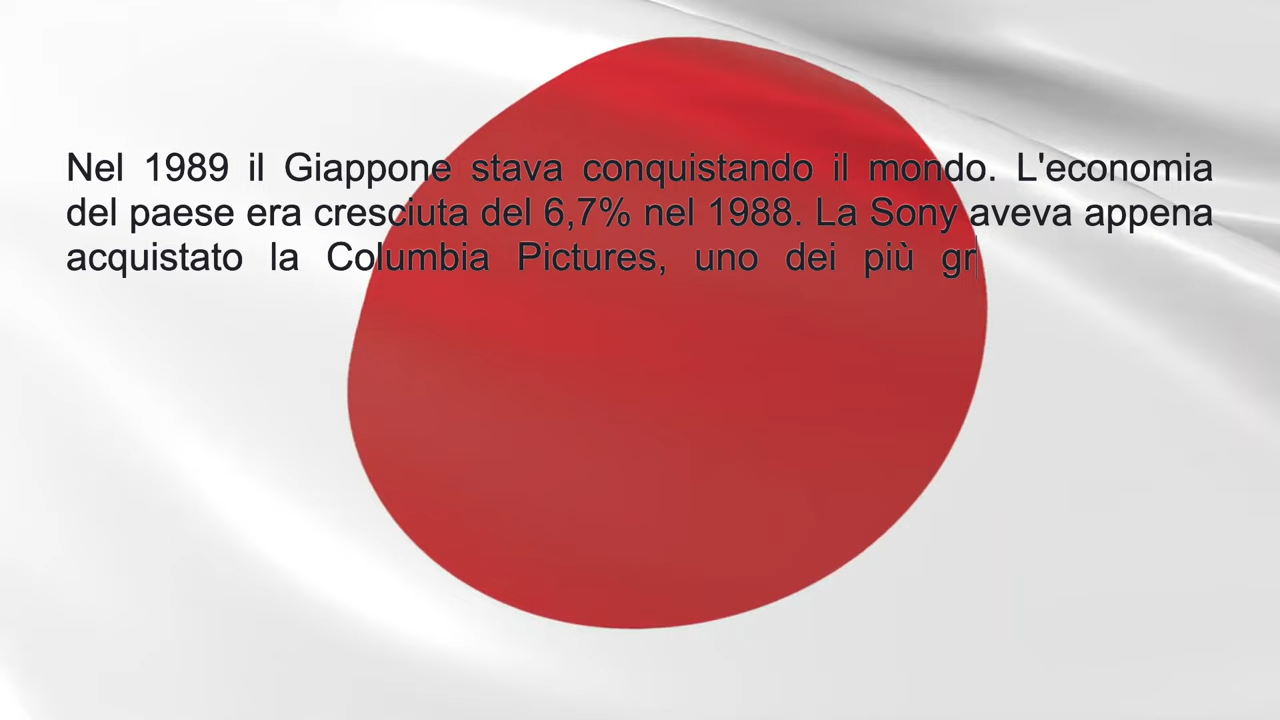 Nel 1989 il Giappone stava conquistando il mondo. L'economia
del paese era cresciuta del 6,7% nel 1988. La Sony aveva appena
acquistato la Columbia Pictures, uno dei più gr